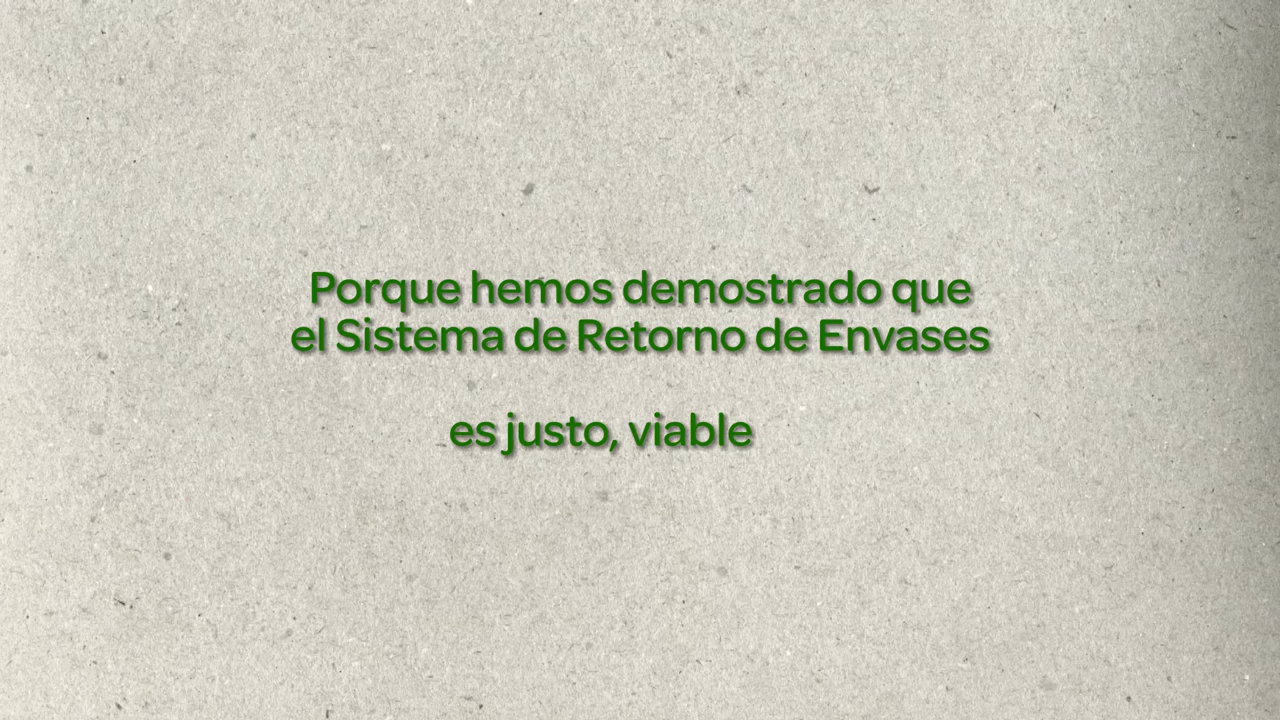 Porque hemos demostrado que
el Sistema de Retorno de Envases
es justo, viable